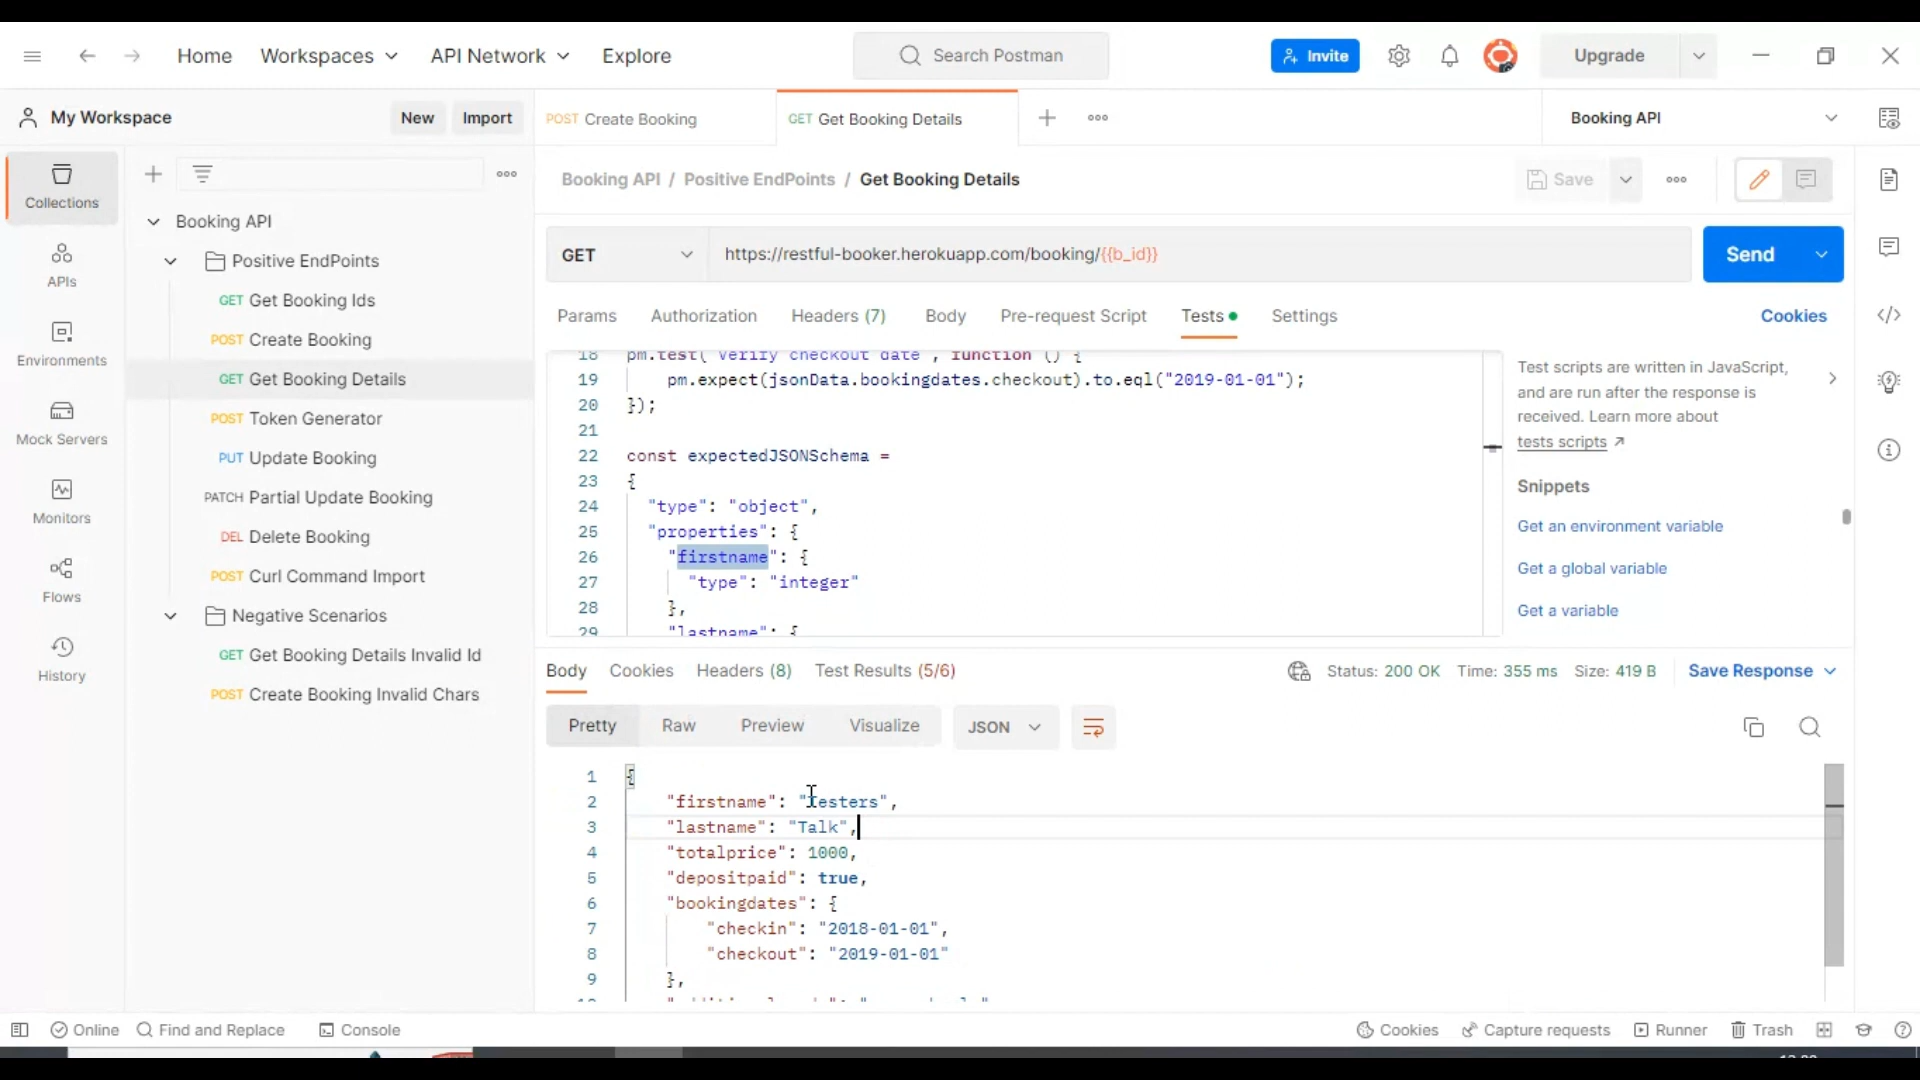 Home
Workspaces
API Network
Explore
Search Postman
Invite
Upgrade
My Workspace
New
Import
POST Create Booking
GET Get Booking Details
Booking API
Collections
APIs
Environments
Mock Servers
Monitors
Flows
History
Booking API
Positive EndPoints
GET Get Booking Ids
POST Create Booking
GET Get Booking Details
POST Token Generator
PUT Update Booking
PATCH Partial Update Booking
DEL Delete Booking
POST Curl Command Import
Negative Scenarios
GET Get Booking Details Invalid Id
POST Create Booking Invalid Chars
Booking API / Positive EndPoints / Get Booking Details
Save
GET
https://restful-booker.herokuapp.com/booking/{{b_id}}
Send
Params
Authorization
Headers (7)
Body
Pre-request Script
Tests
Settings
Cookies
18 pm.test("Verify checkout date", function () {
19 pm.expect(jsonData.bookingdates.checkout).to.eql("2019-01-01");
20 });
21
22 const expectedJSONSchema =
23 {
24 "type": "object",
25 "properties": {
26 "firstname": {
27 "type": "integer"
28 },
29 "lastname": {
Test scripts are written in JavaScript,
and are run after the response is
received. Learn more about
tests scripts
Snippets
Get an environment variable
Get a global variable
Get a variable
Body
Cookies
Headers (8)
Test Results (5/6)
Status: 200 OK
Time: 355 ms
Size: 419 B
Save Response
Pretty
Raw
Preview
Visualize
JSON
1 {
2 "firstname": "Testers",
3 "lastname": "Talk",
4 "totalprice": 1000,
5 "depositpaid": true,
6 "bookingdates": {
7 "checkin": "2018-01-01",
8 "checkout": "2019-01-01"
9 },
Online
Find and Replace
Console
Cookies
Capture requests
Runner
Trash